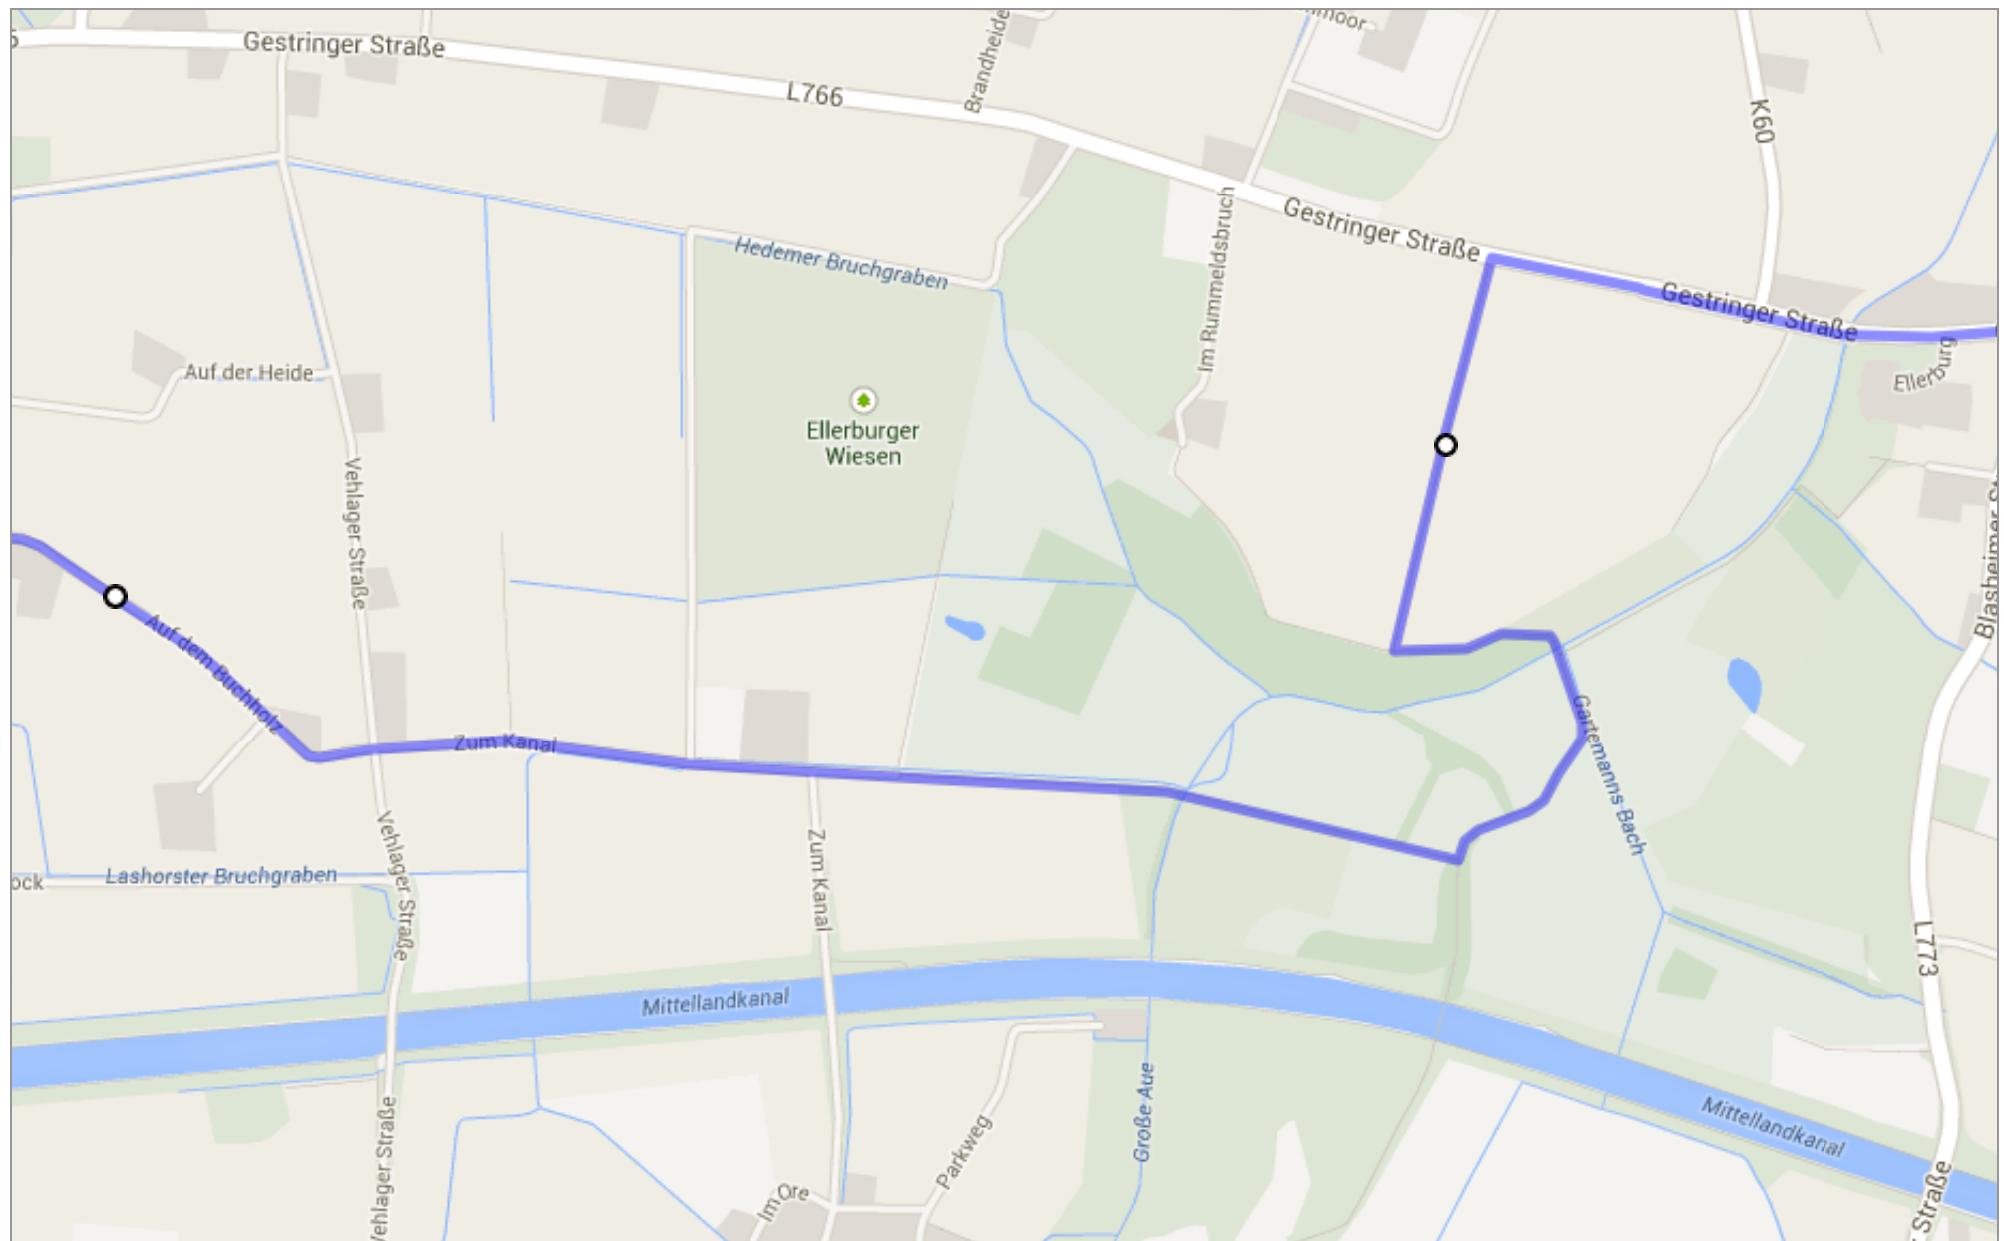 Gestringer Straße
L766
Brandheide
K60
Gestringer Straße
Hedemer Bruchgraben
Im Rummeldsbruch
Gestringer Straße
Ellerburg
Auf der Heide
Ellerburger
Wiesen
Vehlager Straße
Auf dem Buchholz
Zum Kanal
Gartemanns Bach
Vehlager Straße
Zum Kanal
Lashorster Bruchgraben
L773
Mittellandkanal
Große Aue
Parkweg
Im Ore
Mittellandkanal
Straße